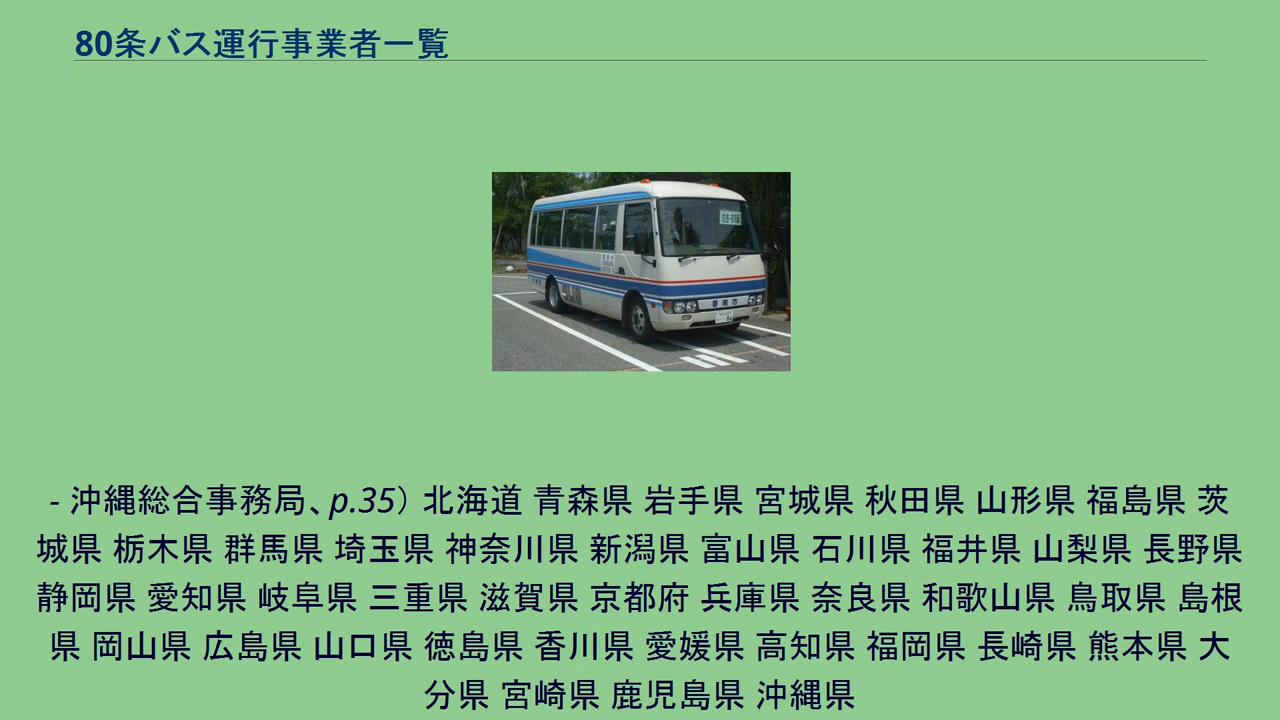 80条バス運行事業者一覧
- 沖縄総合事務局、p.35） 北海道 青森県 岩手県 宮城県 秋田県 山形県 福島県 茨
城県 栃木県 群馬県 埼玉県 神奈川県 新潟県 富山県 石川県 福井県 山梨県 長野県
静岡県 愛知県 岐阜県 三重県 滋賀県 京都府 兵庫県 奈良県 和歌山県 鳥取県 島根
県 岡山県 広島県 山口県 徳島県 香川県 愛媛県 高知県 福岡県 長崎県 熊本県 大
分県 宮崎県 鹿児島県 沖縄県